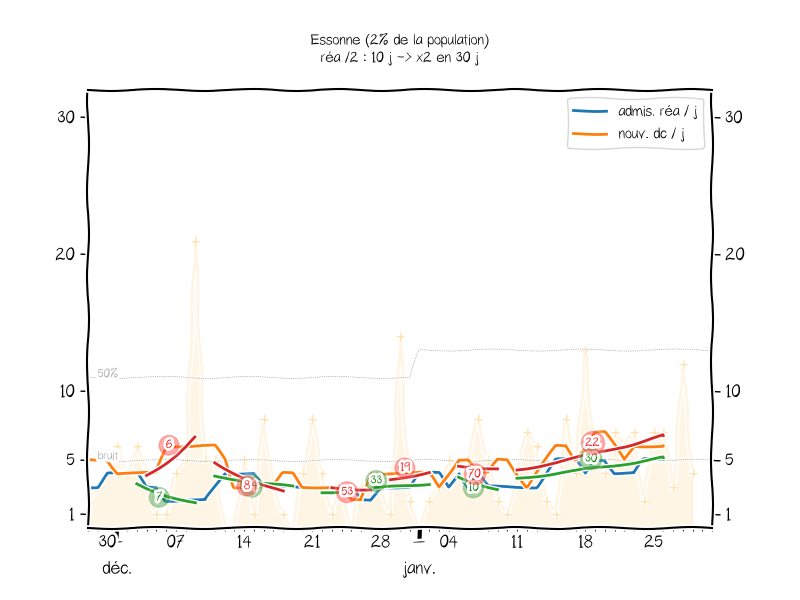 Essonne (2% de la population)
réa /2 : 10 j -> x2 en 30 j
admis. réa / j
nouv. dc / j
30 30
20 20
10 10
5 5
1 1
50%
bruit
6 7 8 53 33 19 70 10 22 30
30 07 14 21 28 04 11 18 25
déc. janv.